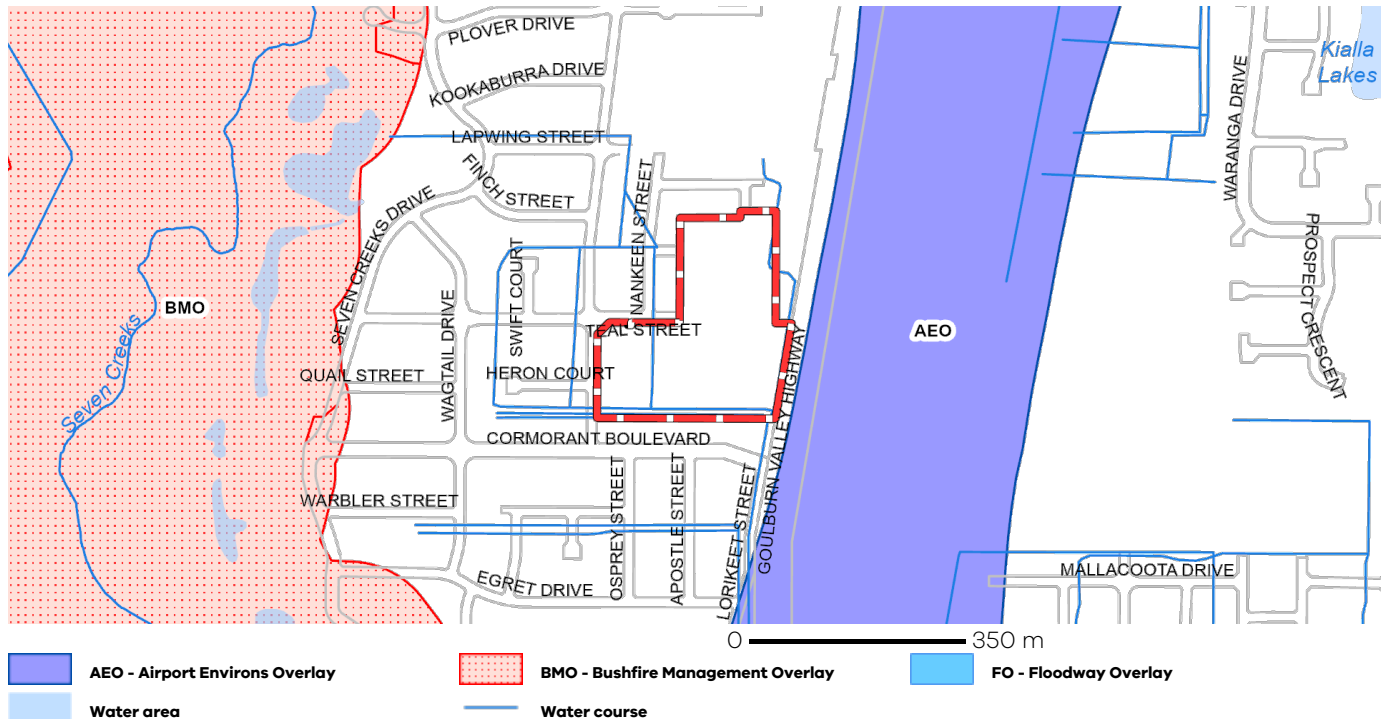 PLOVER DRIVE
KOOKABURRA DRIVE
LAPWING STREET
FINCH STREET
SEVEN CREEKS DRIVE
NANKEEN STREET
SWIFT COURT
WAGTAIL DRIVE
TEAL STREET
QUAIL STREET
HERON COURT
CORMORANT BOULEVARD
WARBLER STREET
OSPREY STREET
APOSTLE STREET
LORIKEET STREET
GOULBURN VALLEY HIGHWAY
EGRET DRIVE
BMO
Seven Creeks
AEO
WARANGA DRIVE
Kialla
Lakes
PROSPECT CRESCENT
MALLACOOTA DRIVE
0 350 m
AEO - Airport Environs Overlay
BMO - Bushfire Management Overlay
FO - Floodway Overlay
Water area
Water course